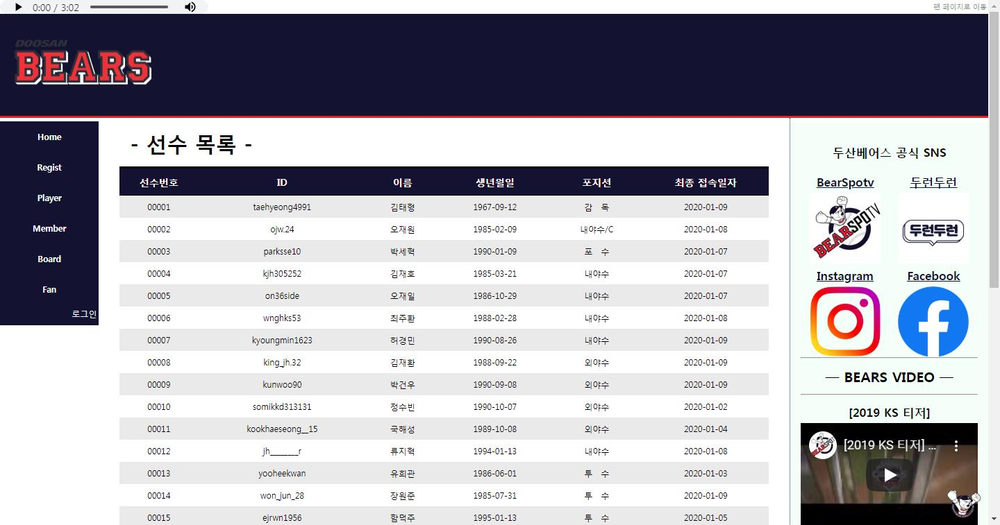 0:00 / 3:02
팬 페이지로 이동
DOOSAN
BEARS
Home
Regist
Player
Member
Board
Fan
로그인
- 선수 목록 -
선수번호 ID 이름 생년월일 포지션 최종 접속일자
00001 taehyeong4991 김태형 1967-09-12 감 독 2020-01-09
00002 ojw.24 오재원 1985-02-09 내야수/C 2020-01-08
00003 parksse10 박세혁 1990-01-09 포 수 2020-01-07
00004 kjh305252 김재호 1985-03-21 내야수 2020-01-07
00005 on36side 오재일 1986-10-29 내야수 2020-01-07
00006 wnghks53 최주환 1988-02-28 내야수 2020-01-08
00007 kyoungmin1623 허경민 1990-08-26 내야수 2020-01-09
00008 king_jh.32 김재환 1988-09-22 외야수 2020-01-09
00009 kunwoo90 박건우 1990-09-08 외야수 2020-01-09
00010 somikkd313131 정수빈 1990-10-07 외야수 2020-01-02
00011 kookhaeseong__15 국해성 1989-10-08 외야수 2020-01-04
00012 jh________r 류지혁 1994-01-13 내야수 2020-01-08
00013 yooheekwan 유희관 1986-06-01 투 수 2020-01-03
00014 won_jun_28 장원준 1985-07-31 투 수 2020-01-09
00015 ejrwn1956 함덕주 1995-01-13 투 수 2020-01-05
두산베어스 공식 SNS
BearSpotv 두런두런
BEARSPOTV 두런두런
Instagram Facebook
— BEARS VIDEO —
[2019 KS 티저]
[2019 KS 티저] ...